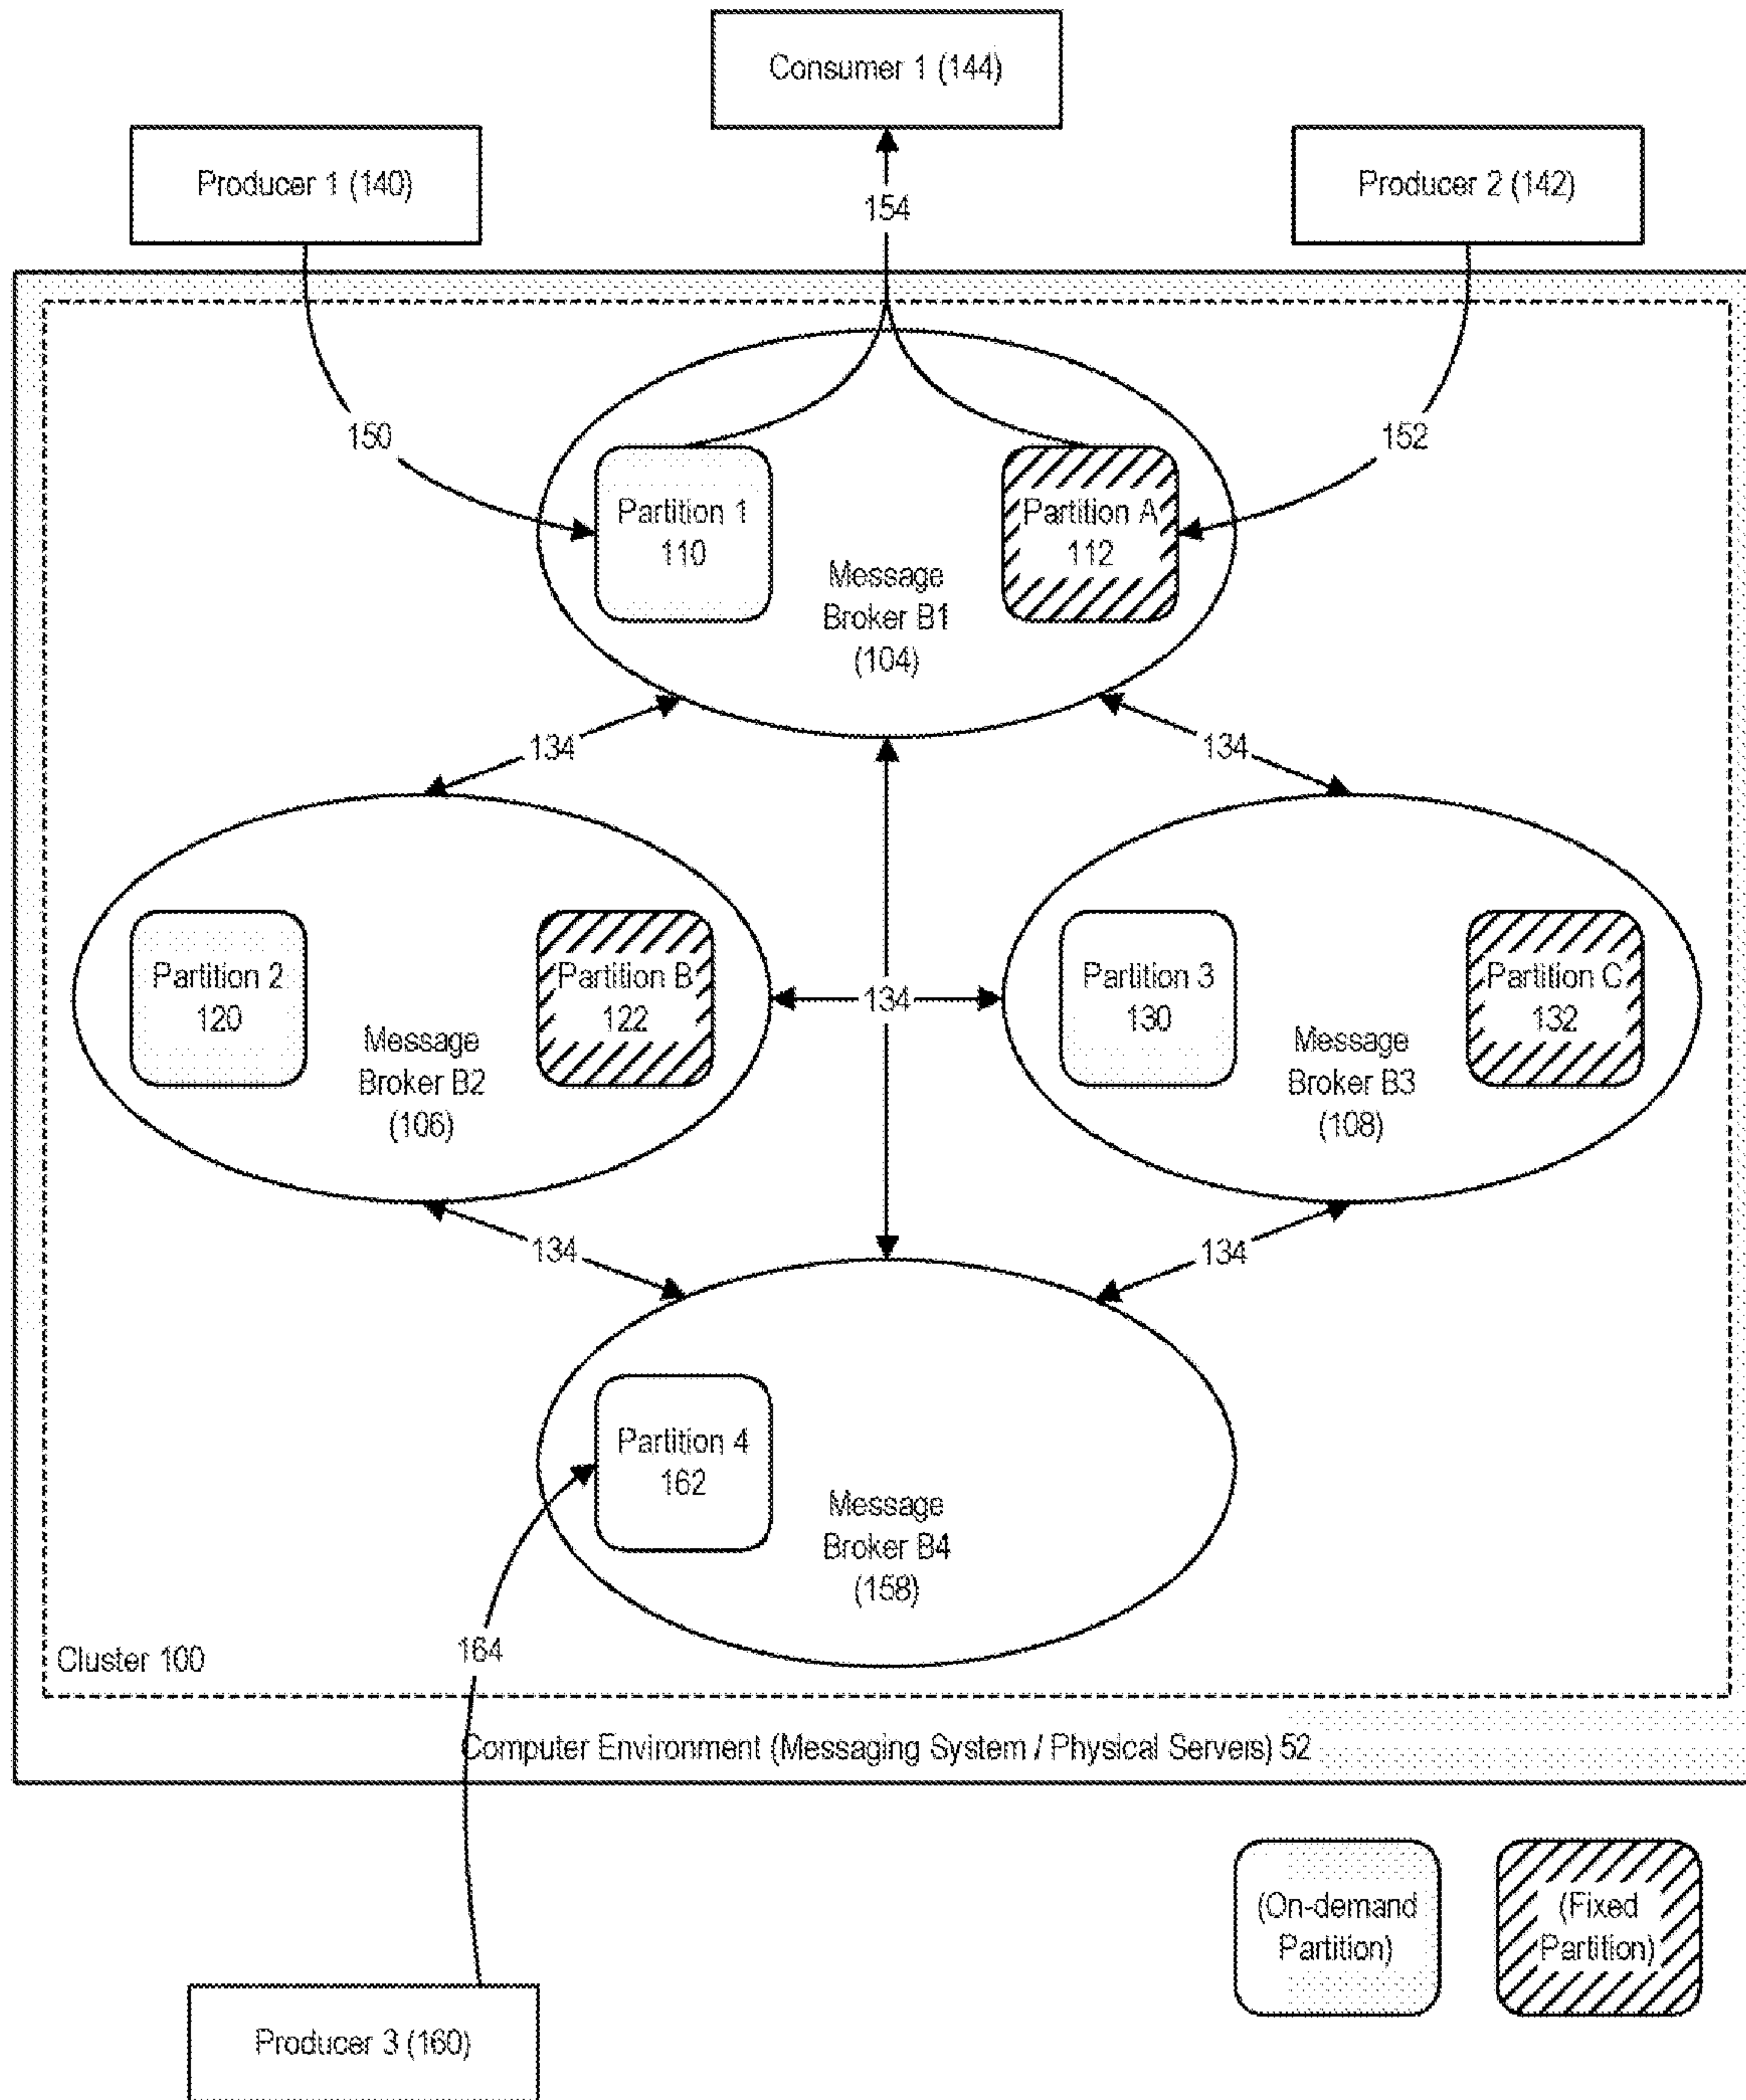 Consumer 1 (144)
Producer 1 (140)
Producer 2 (142)
154
150
152
Partition 1
110
Partition A
112
Message
Broker B1
(104)
134
134
Partition 2
120
Partition B
122
Message
Broker B2
(106)
134
Partition 3
130
Partition C
132
Message
Broker B3
(108)
134
134
Partition 4
162
Message
Broker B4
(158)
164
Cluster 100
Computer Environment (Messaging System / Physical Servers) 52
(On-demand
Partition)
(Fixed
Partition)
Producer 3 (160)